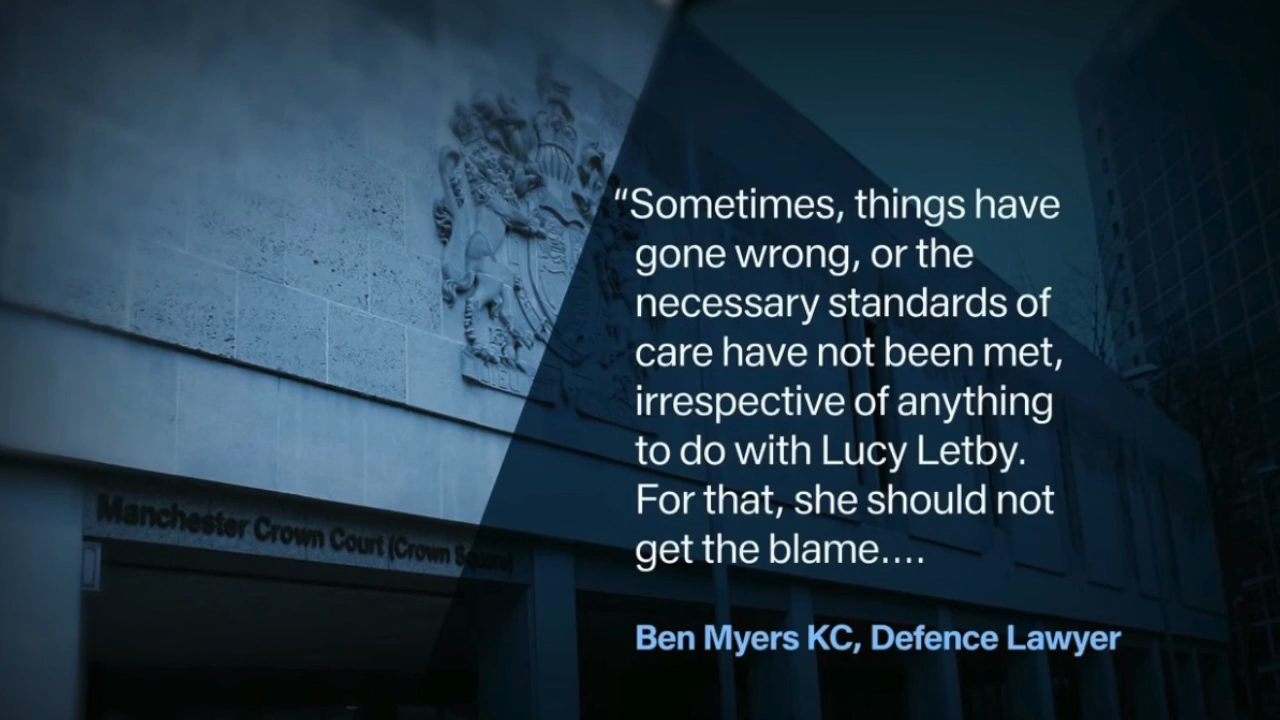 “Sometimes, things have
gone wrong, or the
necessary standards of
care have not been met,
irrespective of anything
to do with Lucy Letby.
For that, she should not
get the blame....
Ben Myers KC, Defence Lawyer
Manchester Crown Court (Crown Square)